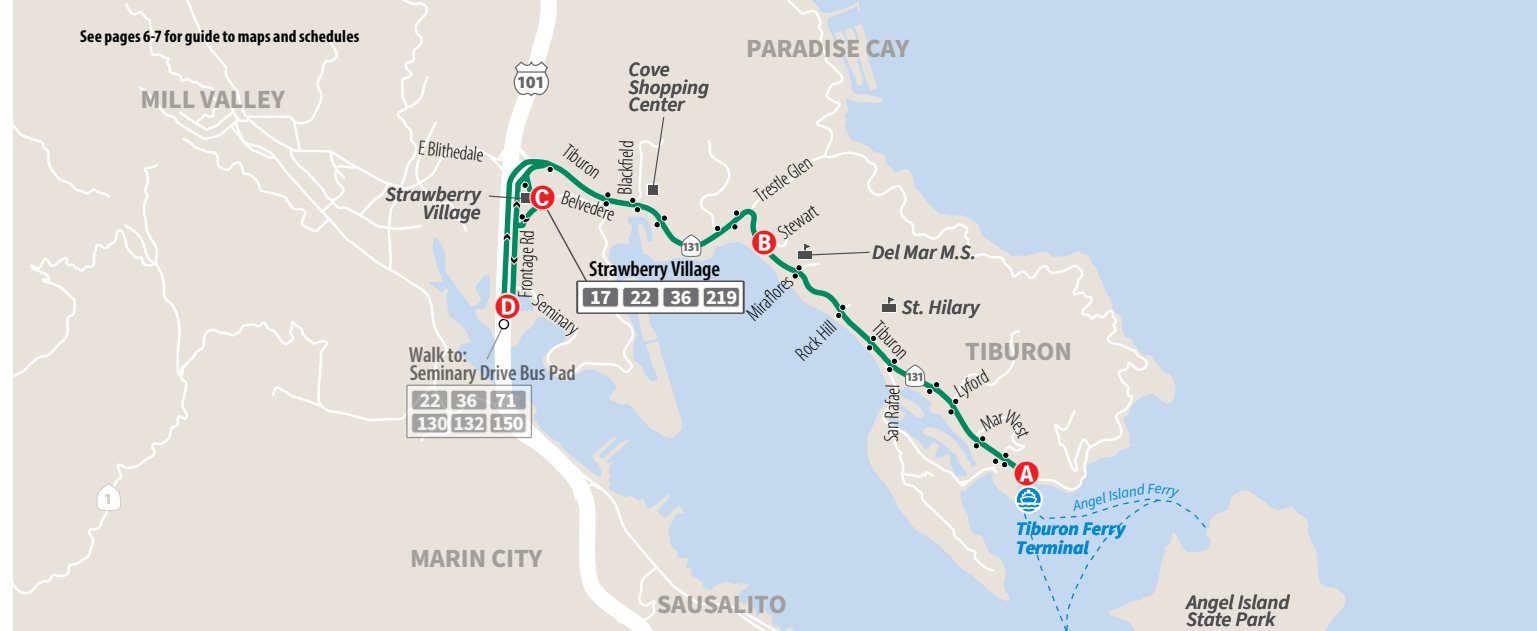 See pages 6-7 for guide to maps and schedules
PARADISE CAY
MILL VALLEY
101
Cove
Shopping
Center
E Blithedale
Tiburon
Blackfield
Trestle Glen
Strawberry
Village
C
Belvedere
Stewart
131
B
Del Mar M.S.
Frontage Rd
Strawberry Village
17 22 36 219
Miraflores
D
Seminary
St. Hilary
Rock Hill
Tiburon
TIBURON
Walk to:
Seminary Drive Bus Pad
22 36 71
130 132 150
131
Lyford
San Rafael
Mar West
A
1
Angel Island Ferry
Tiburon Ferry
Terminal
MARIN CITY
SAUSALITO
Angel Island
State Park